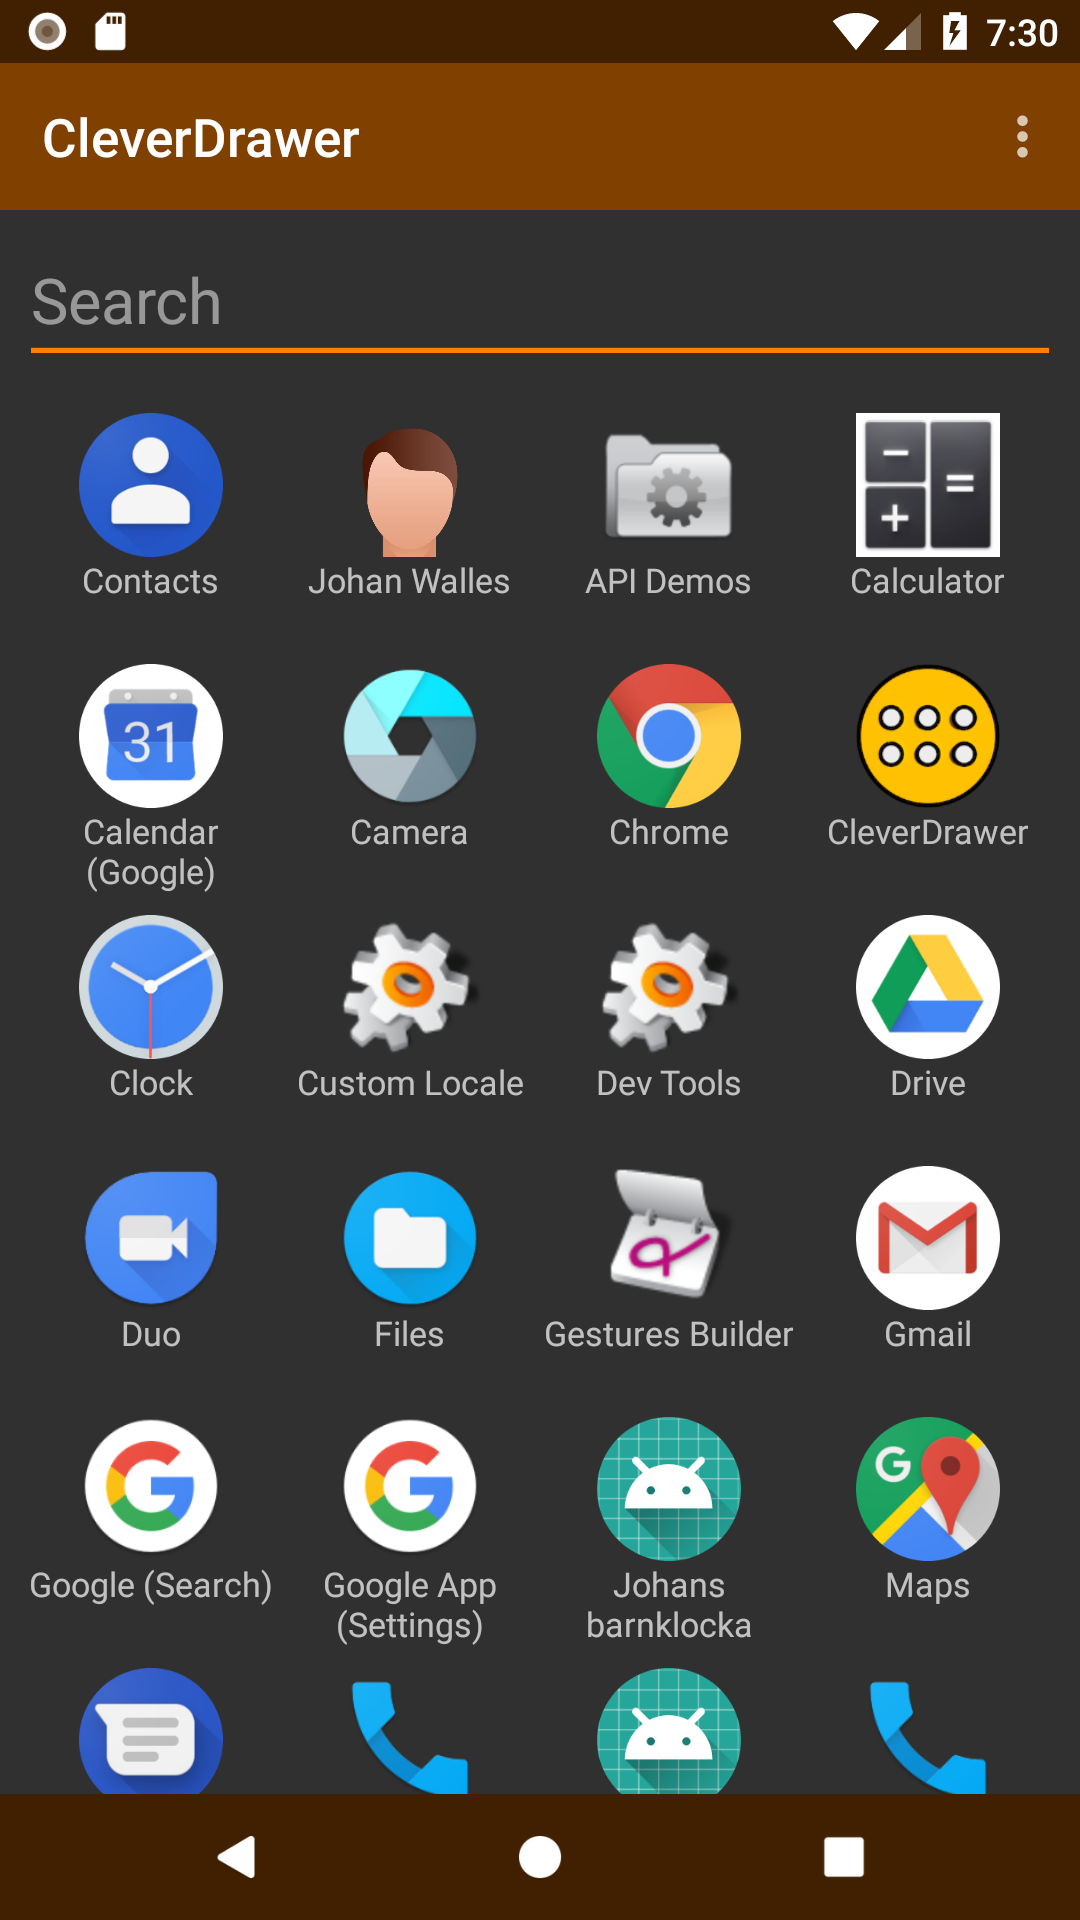 7:30
CleverDrawer
Search
Contacts
Johan Walles
API Demos
Calculator
31
Calendar
(Google)
Camera
Chrome
CleverDrawer
Clock
Custom Locale
Dev Tools
Drive
Duo
Files
Gestures Builder
Gmail
Google (Search)
Google App
(Settings)
Johans
barnklocka
Maps